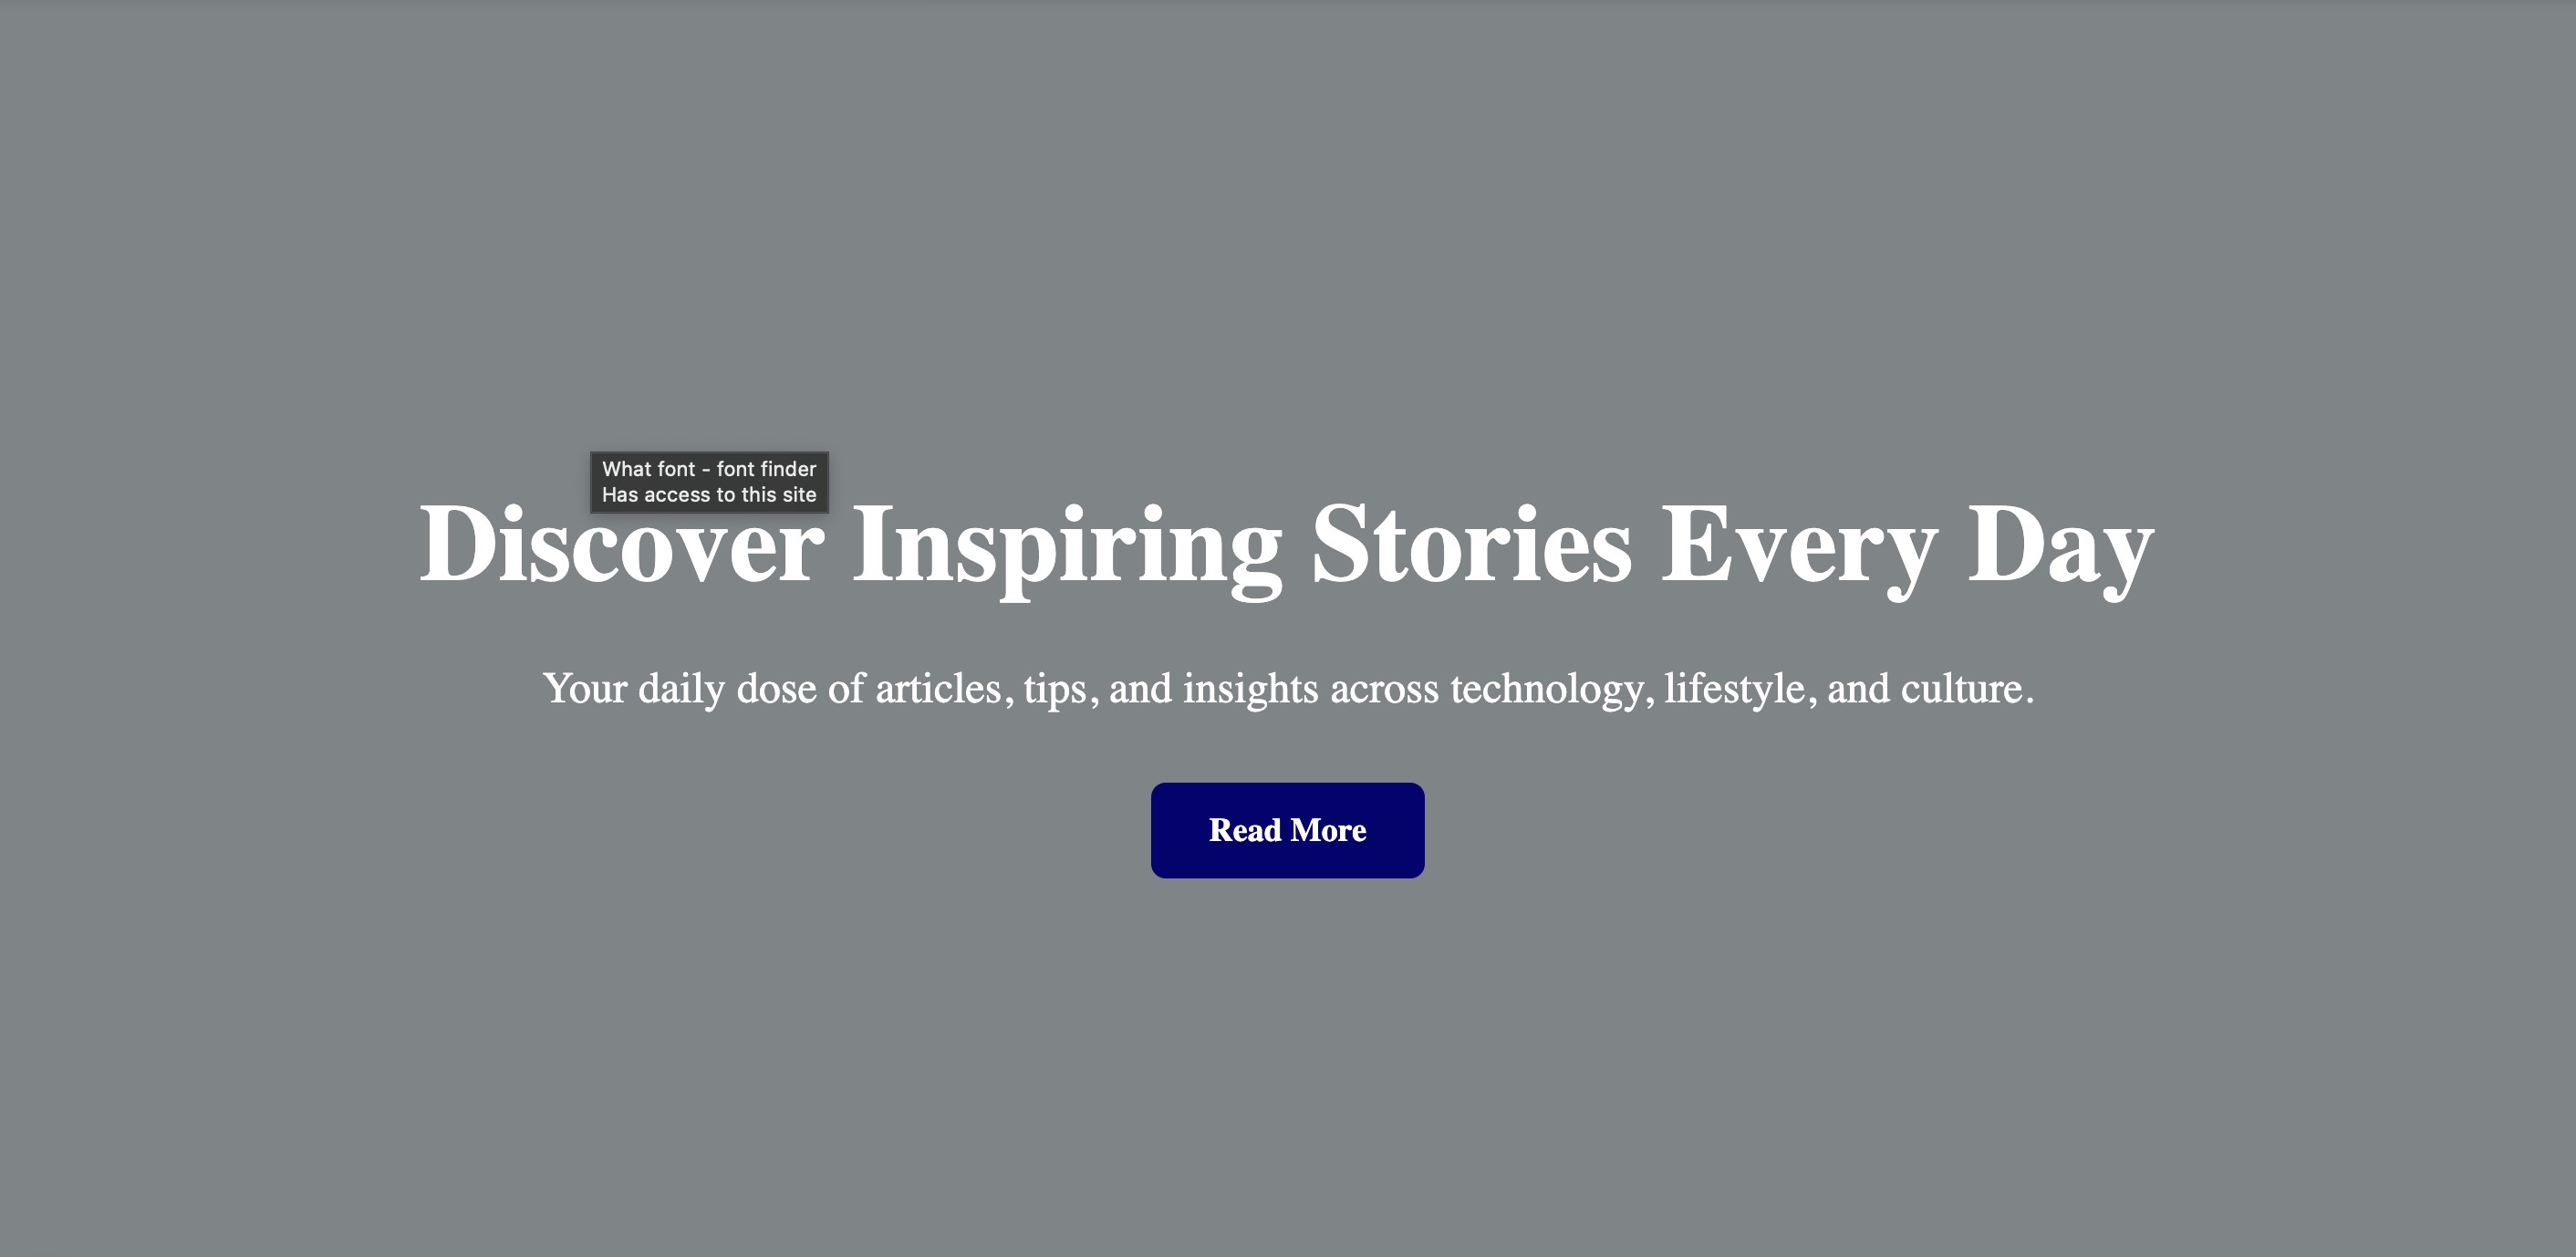 What font - font finder
Has access to this site
Discover Inspiring Stories Every Day
Your daily dose of articles, tips, and insights across technology, lifestyle, and culture.
Read More